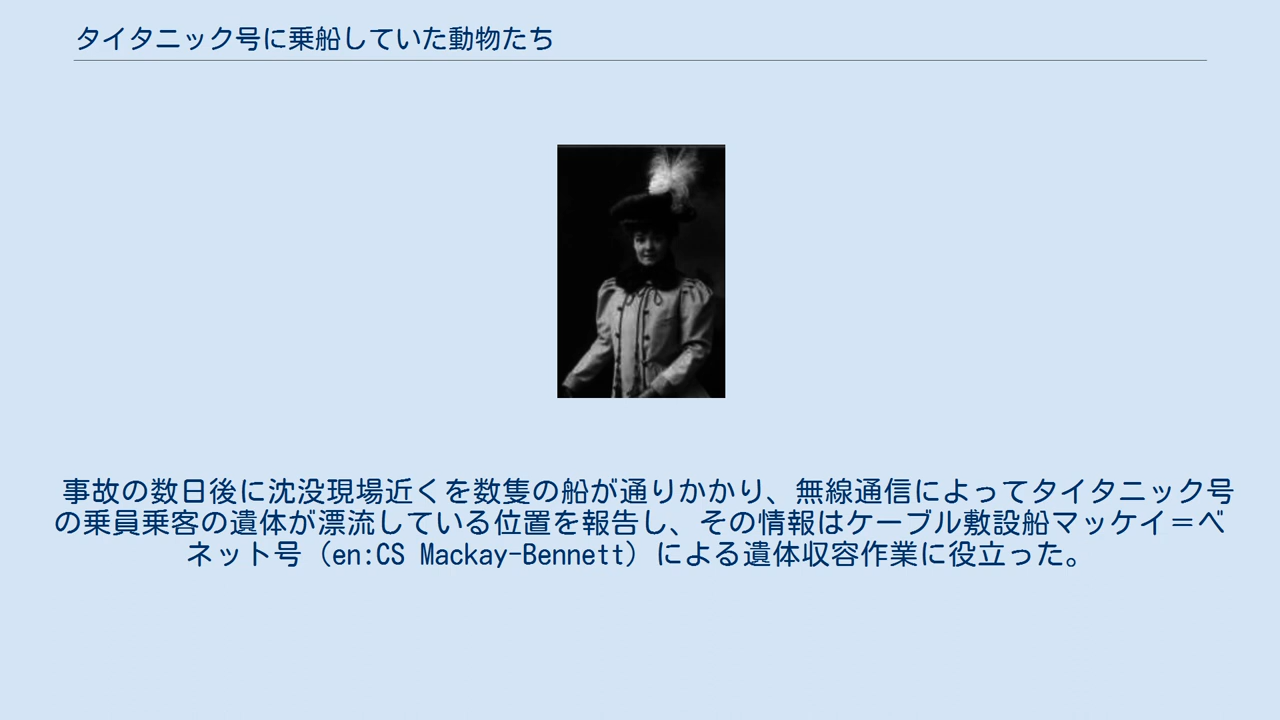 タイタニック号に乗船していた動物たち
事故の数日後に沈没現場近くを数隻の船が通りかかり、無線通信によってタイタニック号
の乗員乗客の遺体が漂流している位置を報告し、その情報はケーブル敷設船マッケイ＝ベ
ネット号（en:CS Mackay-Bennett）による遺体収容作業に役立った。